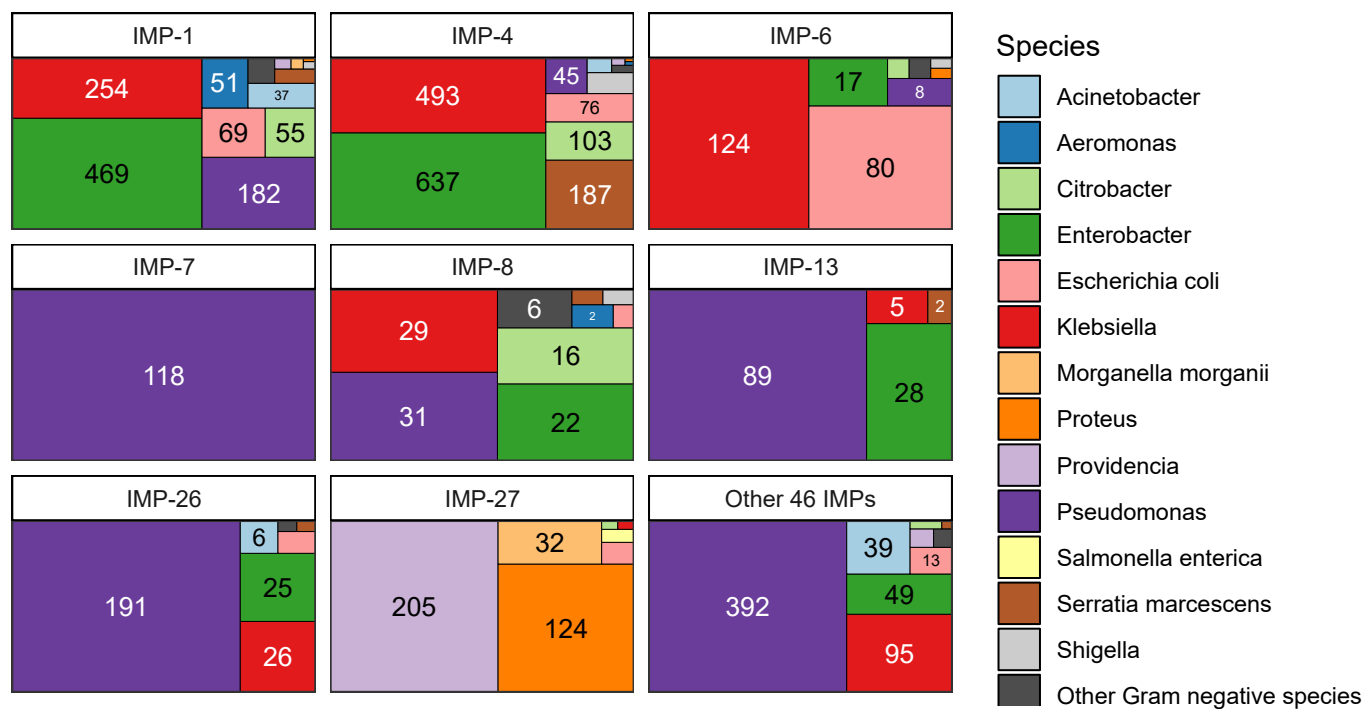 IMP-1
IMP-4
IMP-6
254
51
37
69
55
469
182
493
45
76
103
637
187
124
17
8
80
IMP-7
IMP-8
IMP-13
118
29
6
2
16
31
22
89
5
2
28
IMP-26
IMP-27
Other 46 IMPs
191
6
25
26
205
32
124
392
39
13
49
95
Species
Acinetobacter
Aeromonas
Citrobacter
Enterobacter
Escherichia coli
Klebsiella
Morganella morganii
Proteus
Providencia
Pseudomonas
Salmonella enterica
Serratia marcescens
Shigella
Other Gram negative species